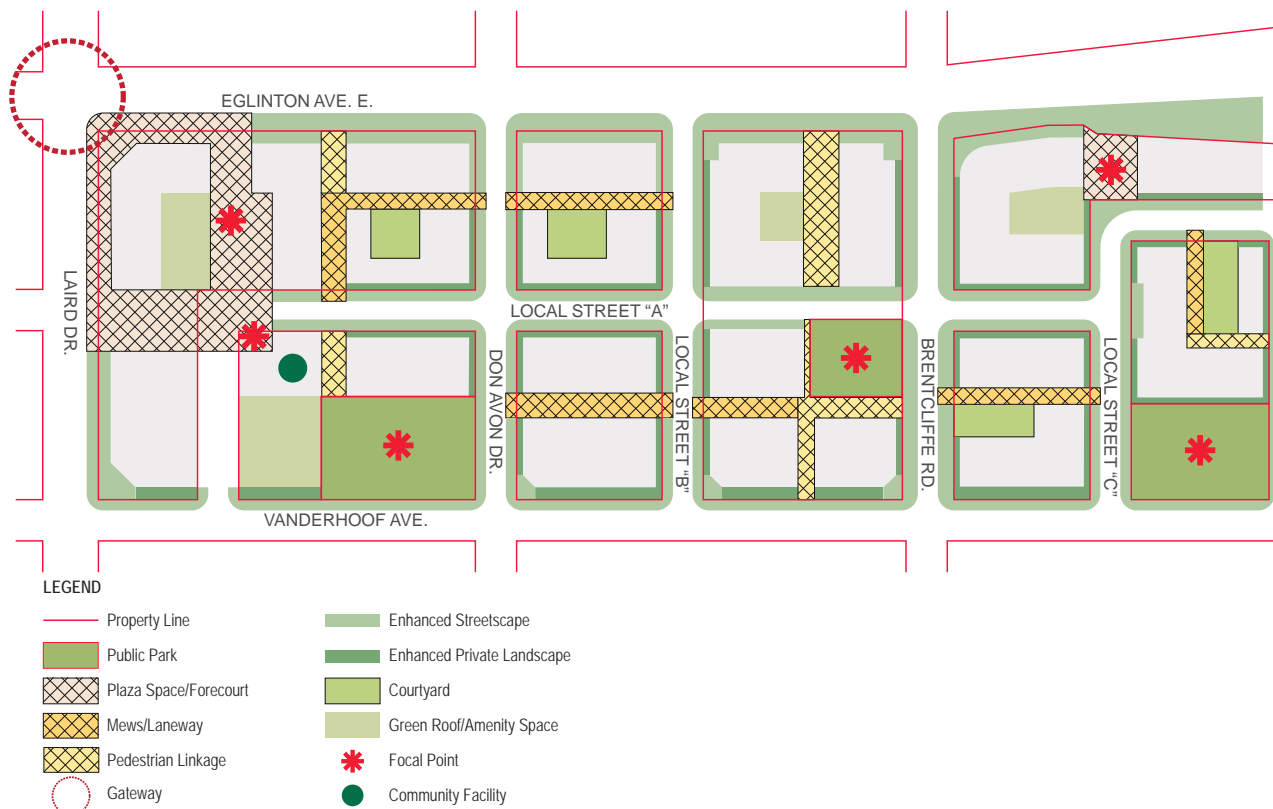 EGLINTON AVE. E.
LAIRD DR.
LOCAL STREET “A”
DON AVON DR.
LOCAL STREET “B”
BRENTCLIFFE RD.
LOCAL STREET “C”
VANDERHOOF AVE.
LEGEND
Property Line
Public Park
Plaza Space/Forecourt
Mews/Laneway
Pedestrian Linkage
Gateway
Enhanced Streetscape
Enhanced Private Landscape
Courtyard
Green Roof/Amenity Space
Focal Point
Community Facility